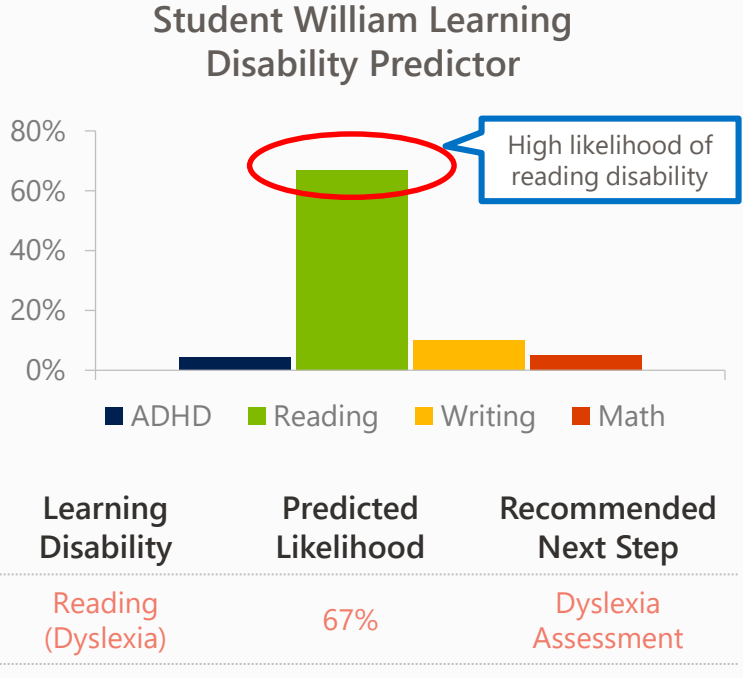 Student William Learning
Disability Predictor
80%
High likelihood of
reading disability
60%
40%
20%
0%
ADHD Reading Writing Math
Learning Predicted Recommended
Disability Likelihood Next Step
Reading Dyslexia
(Dyslexia) 67% Assessment